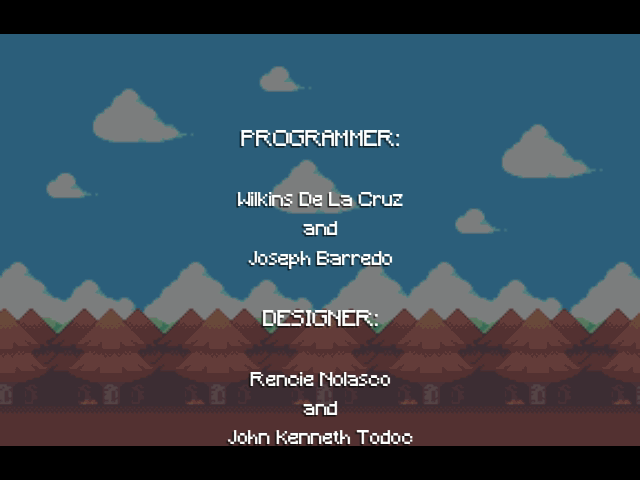 PROGRAMMER:
Wilkins De La Cruz
and
Joseph Barredo
DESIGNER:
Rencie Nolasco
and
John Kenneth Todoc